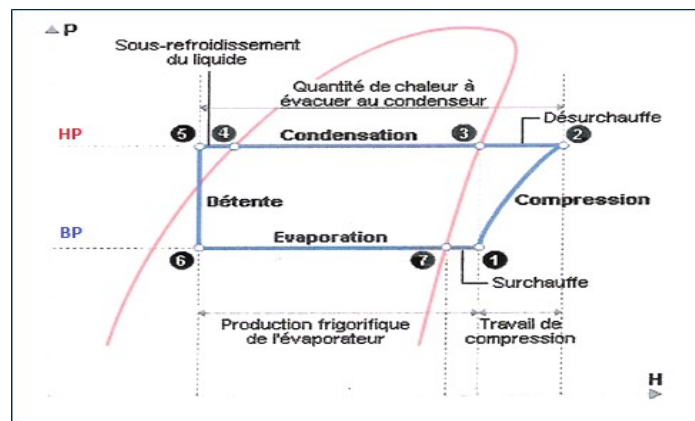 P
Sous-refroidissement
du liquide
Quantité de chaleur à
évacuer au condenseur
Désurchauffe
HP
5 4 Condensation 3 2
Détente
Compression
BP
Evaporation
6 7 1
Surchauffe
Production frigorifique
de l'évaporateur
Travail de
compression
H